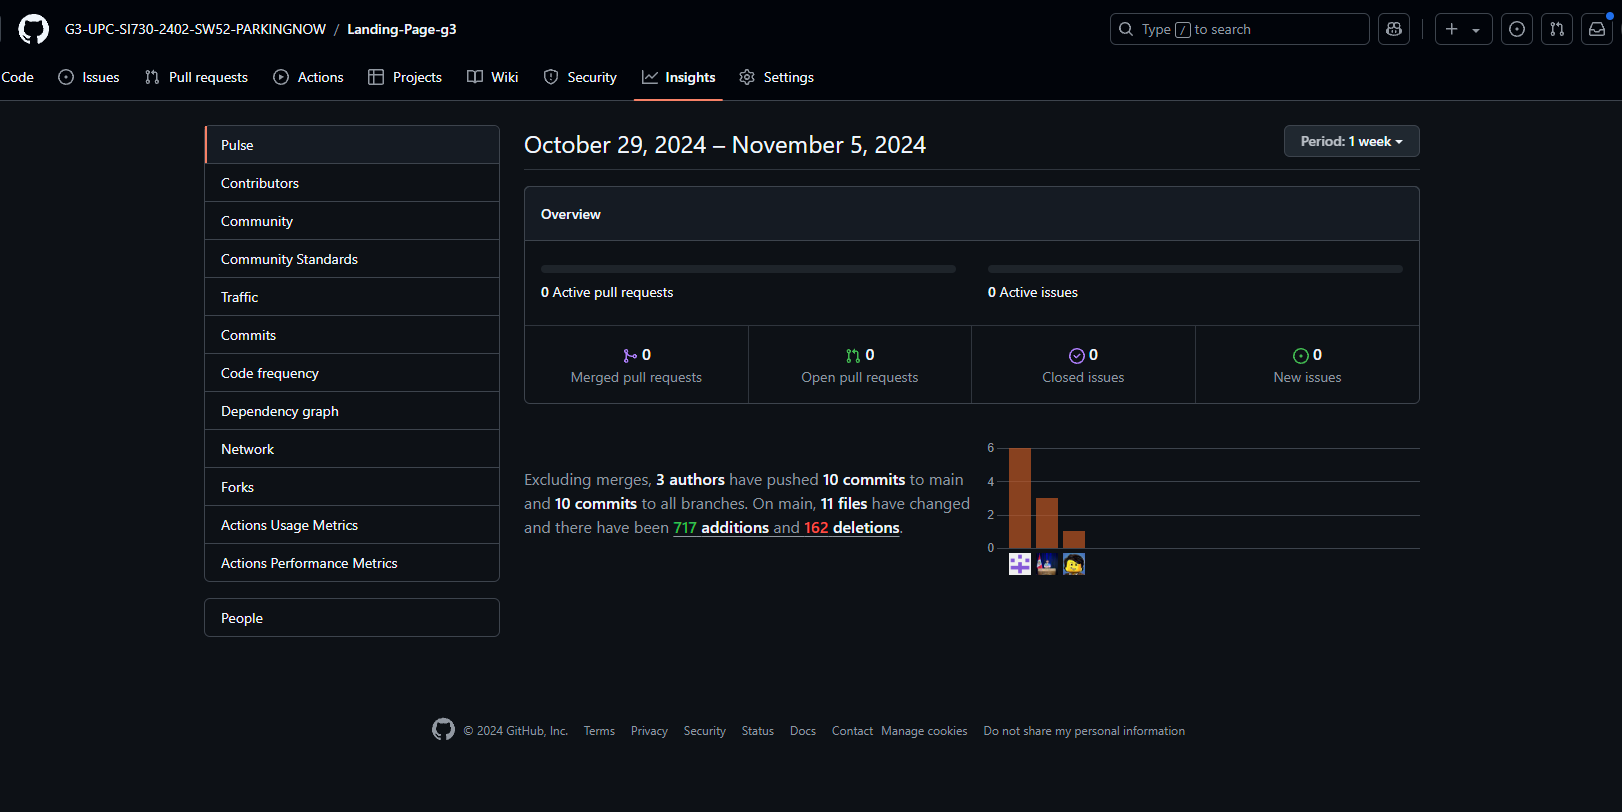 G3-UPC-SI730-2402-SW52-PARKINGNOW / Landing-Page-g3
Type / to search
Code
Issues
Pull requests
Actions
Projects
Wiki
Security
Insights
Settings
Pulse
Contributors
Community
Community Standards
Traffic
Commits
Code frequency
Dependency graph
Network
Forks
Actions Usage Metrics
Actions Performance Metrics
People
October 29, 2024 – November 5, 2024
Period: 1 week
Overview
0 Active pull requests
0 Active issues
0
Merged pull requests
0
Open pull requests
0
Closed issues
0
New issues
Excluding merges, 3 authors have pushed 10 commits to main
and 10 commits to all branches. On main, 11 files have changed
and there have been 717 additions and 162 deletions.
6
4
2
0
© 2024 GitHub, Inc.
Terms
Privacy
Security
Status
Docs
Contact
Manage cookies
Do not share my personal information